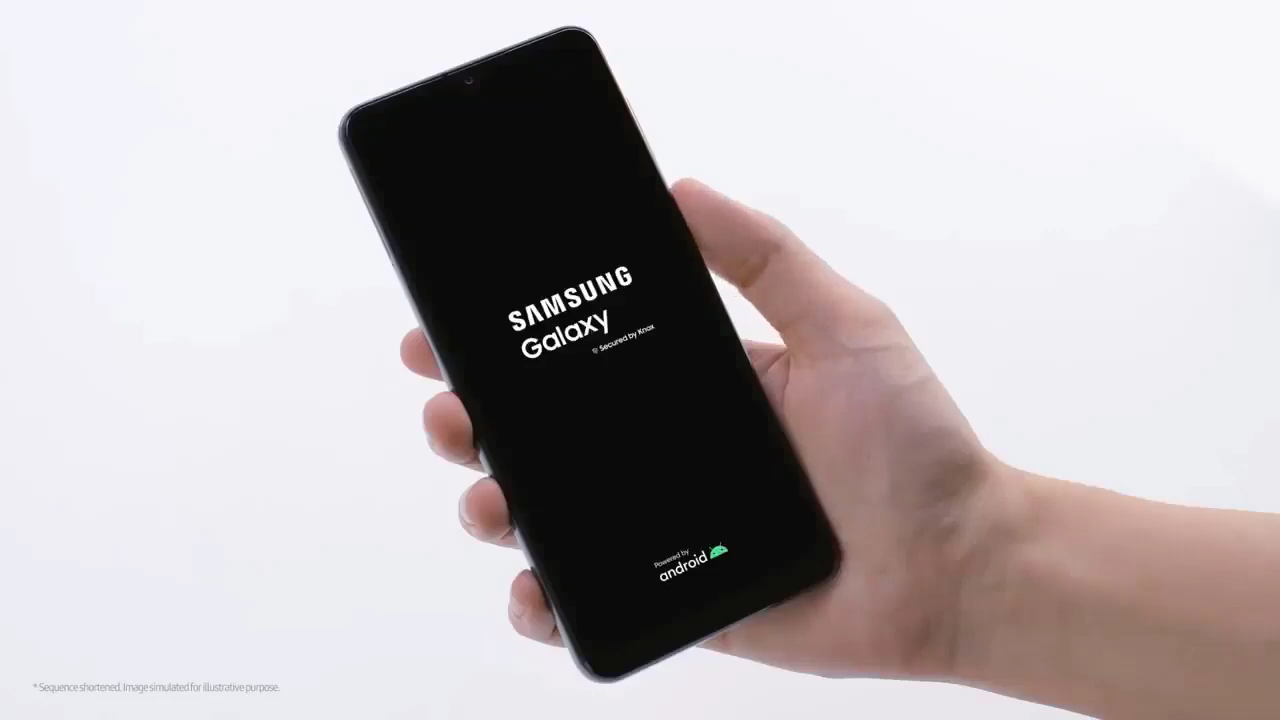 SAMSUNG
Galaxy
Secured by Knox
Powered by
android
* Sequence shortened. Image simulated for illustrative purpose.